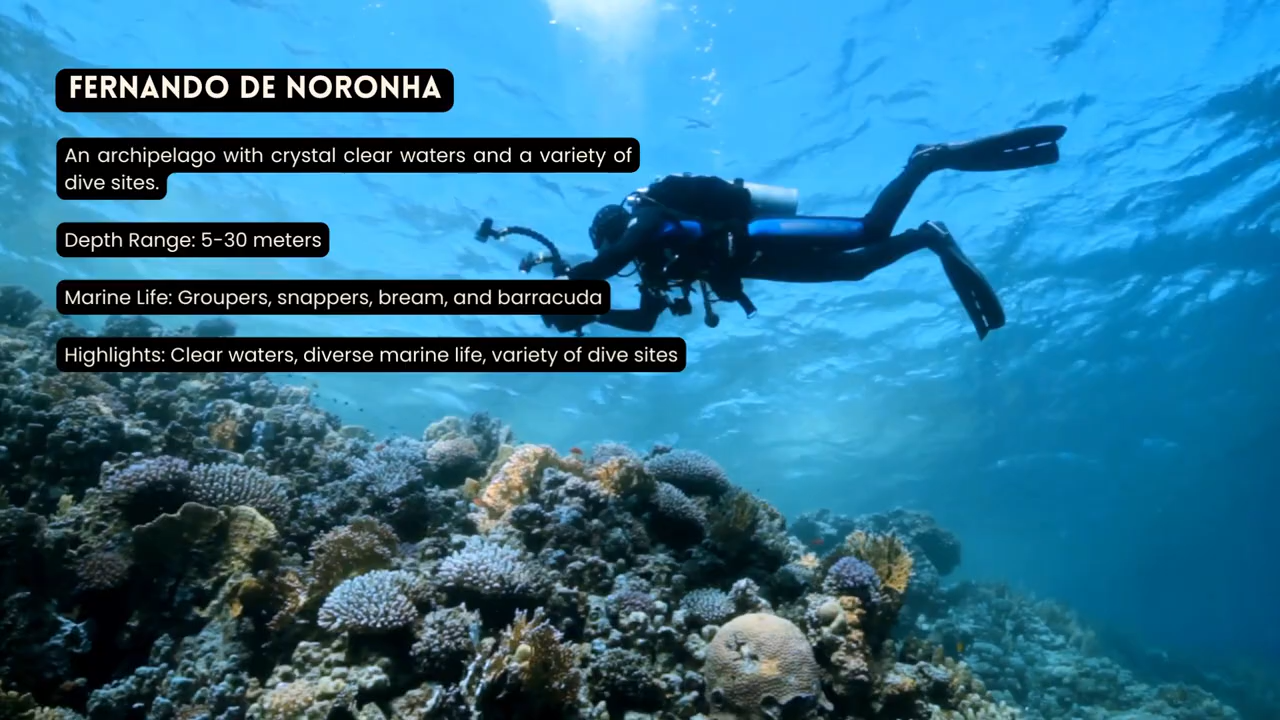 FERNANDO DE NORONHA
An archipelago with crystal clear waters and a variety of
dive sites.
Depth Range: 5-30 meters
Marine Life: Groupers, snappers, bream, and barracuda
Highlights: Clear waters, diverse marine life, variety of dive sites